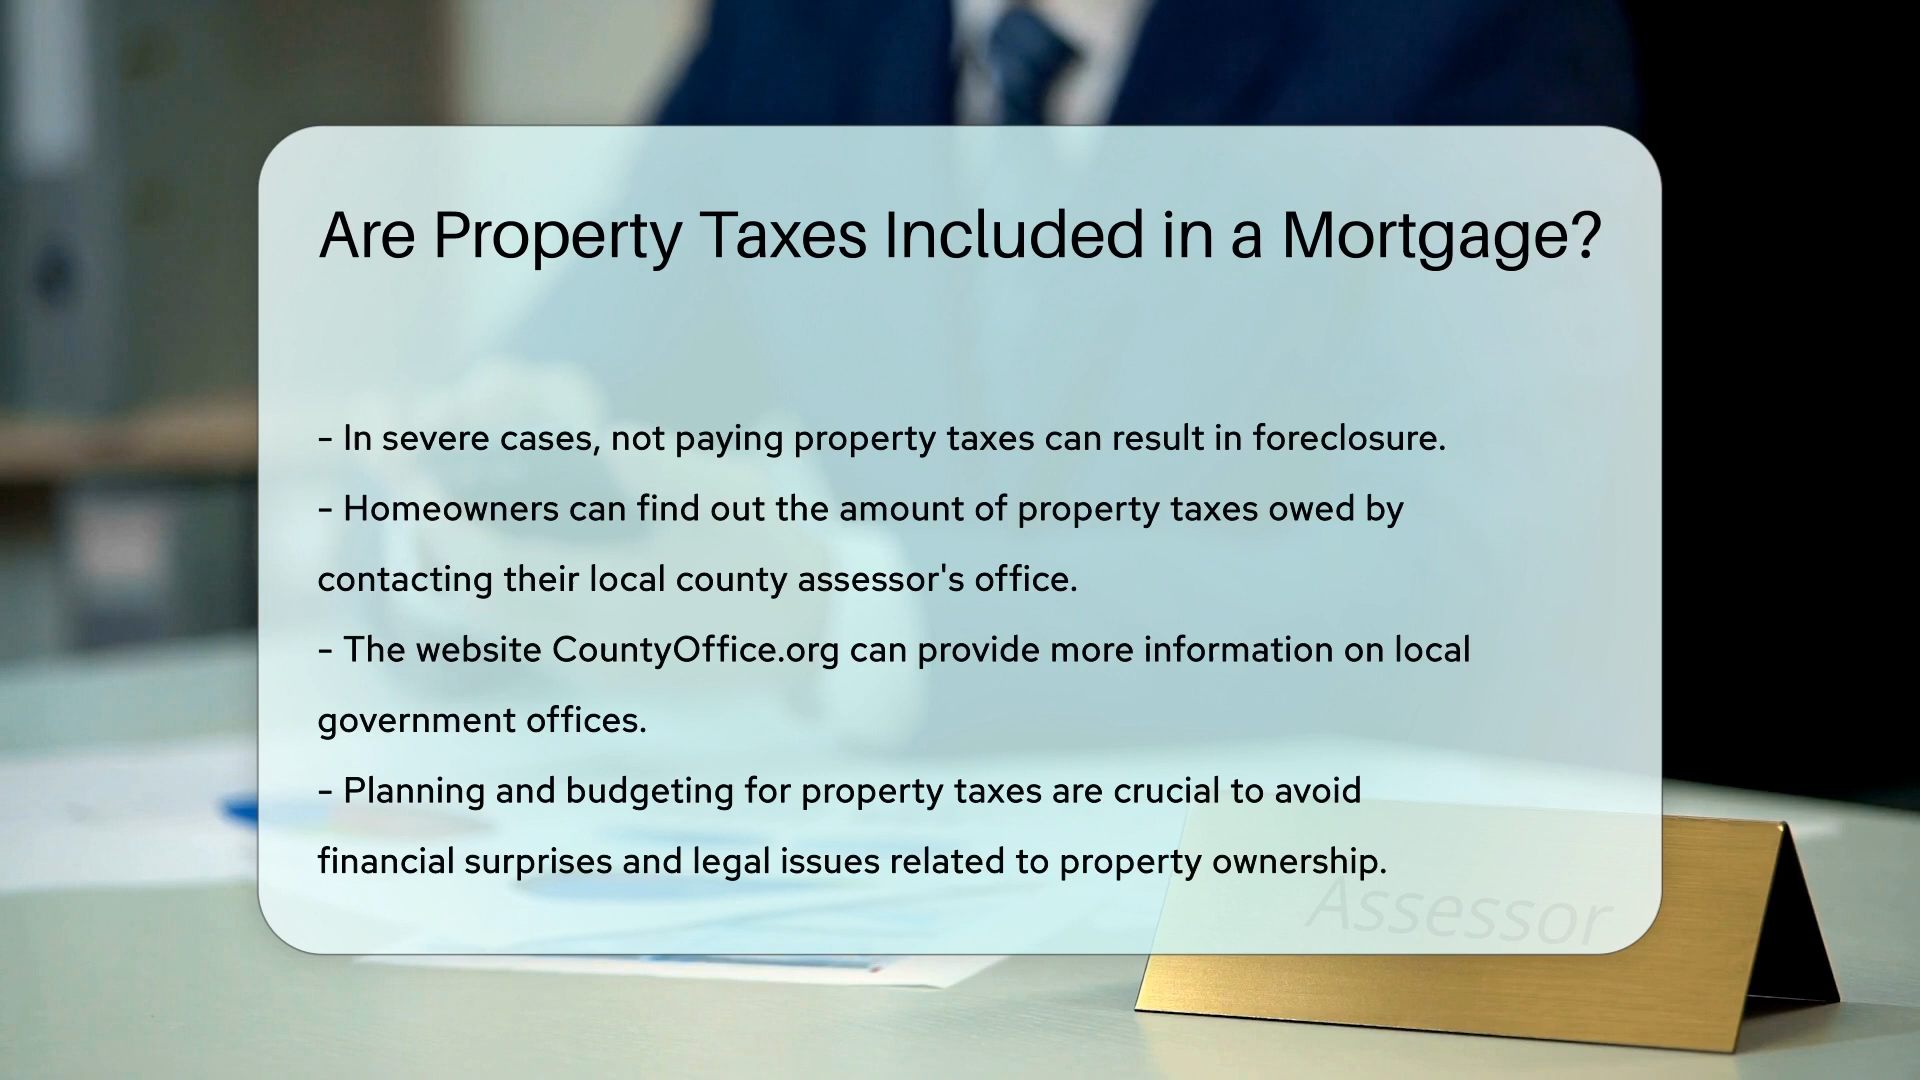 Are Property Taxes Included in a Mortgage?
- In severe cases, not paying property taxes can result in foreclosure.
- Homeowners can find out the amount of property taxes owed by
contacting their local county assessor's office.
- The website CountyOffice.org can provide more information on local
government offices.
- Planning and budgeting for property taxes are crucial to avoid
financial surprises and legal issues related to property ownership.
Assessor